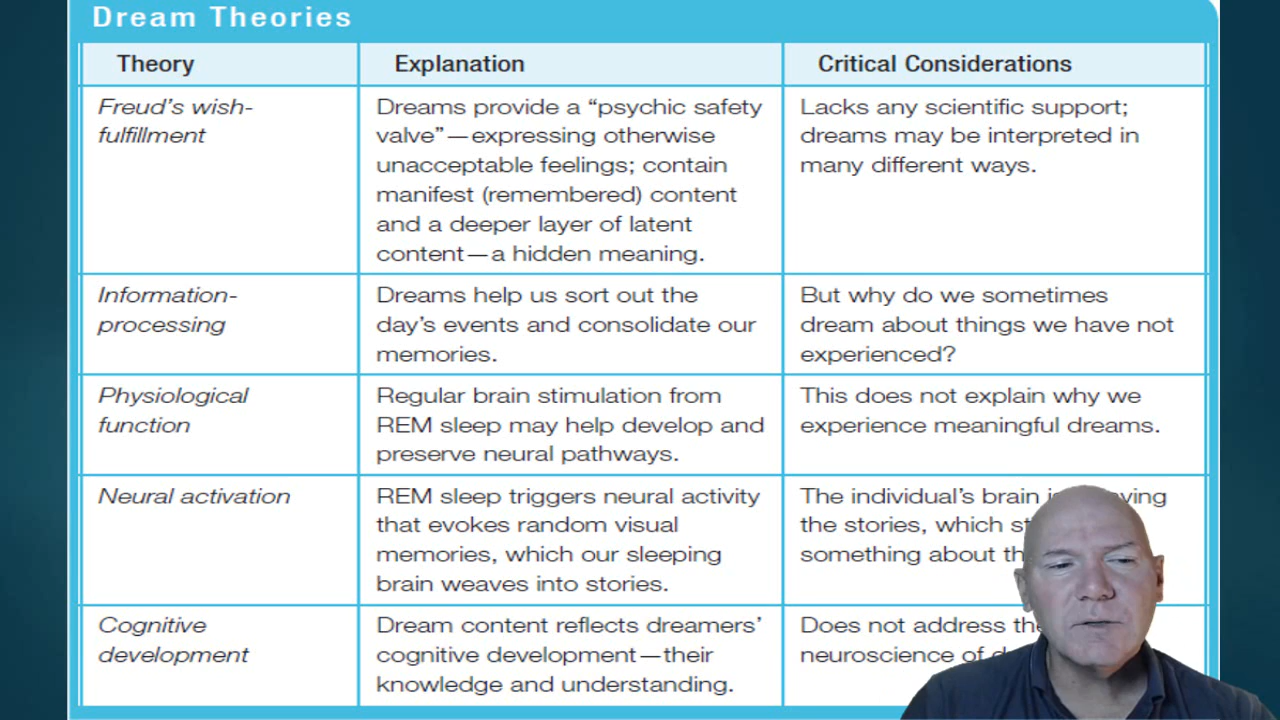 Dream Theories
Theory
Explanation
Critical Considerations
Freud's wish-
fulfillment
Dreams provide a “psychic safety
valve”—expressing otherwise
unacceptable feelings; contain
manifest (remembered) content
and a deeper layer of latent
content—a hidden meaning.
Lacks any scientific support;
dreams may be interpreted in
many different ways.
Information-
processing
Dreams help us sort out the
day's events and consolidate our
memories.
But why do we sometimes
dream about things we have not
experienced?
Physiological
function
Regular brain stimulation from
REM sleep may help develop and
preserve neural pathways.
This does not explain why we
experience meaningful dreams.
Neural activation
REM sleep triggers neural activity
that evokes random visual
memories, which our sleeping
brain weaves into stories.
The individual's brain
the stories, which
something about
Cognitive
development
Dream content reflects dreamers'
cognitive development—their
knowledge and understanding.
Does not address
neuroscience of